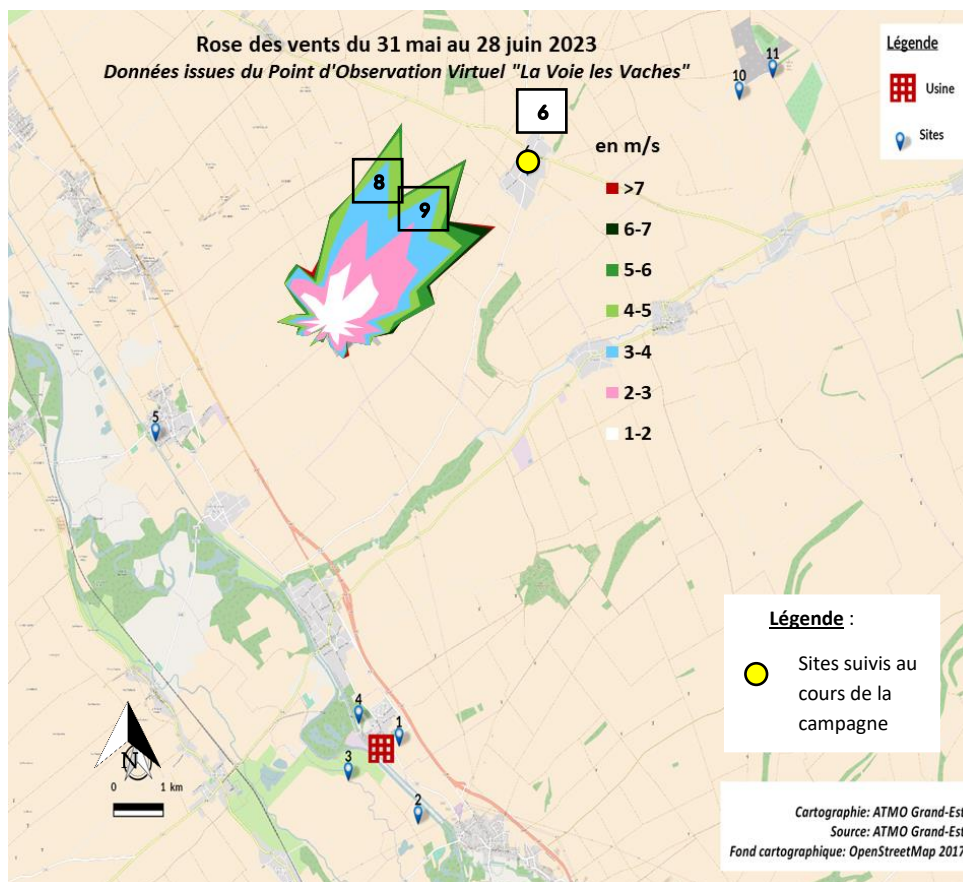 Rose des vents du 31 mai au 28 juin 2023
Données issues du Point d'Observation Virtuel "La Voie les Vaches"
Légende
Usine
Sites
11
10
6
en m/s
>7
6-7
5-6
4-5
3-4
2-3
1-2
8
9
5
Légende :
Sites suivis au
cours de la
campagne
4
1
3
2
N
0 1 km
Cartographie: ATMO Grand-Est
Source: ATMO Grand-Est
Fond cartographique: OpenStreetMap 2017